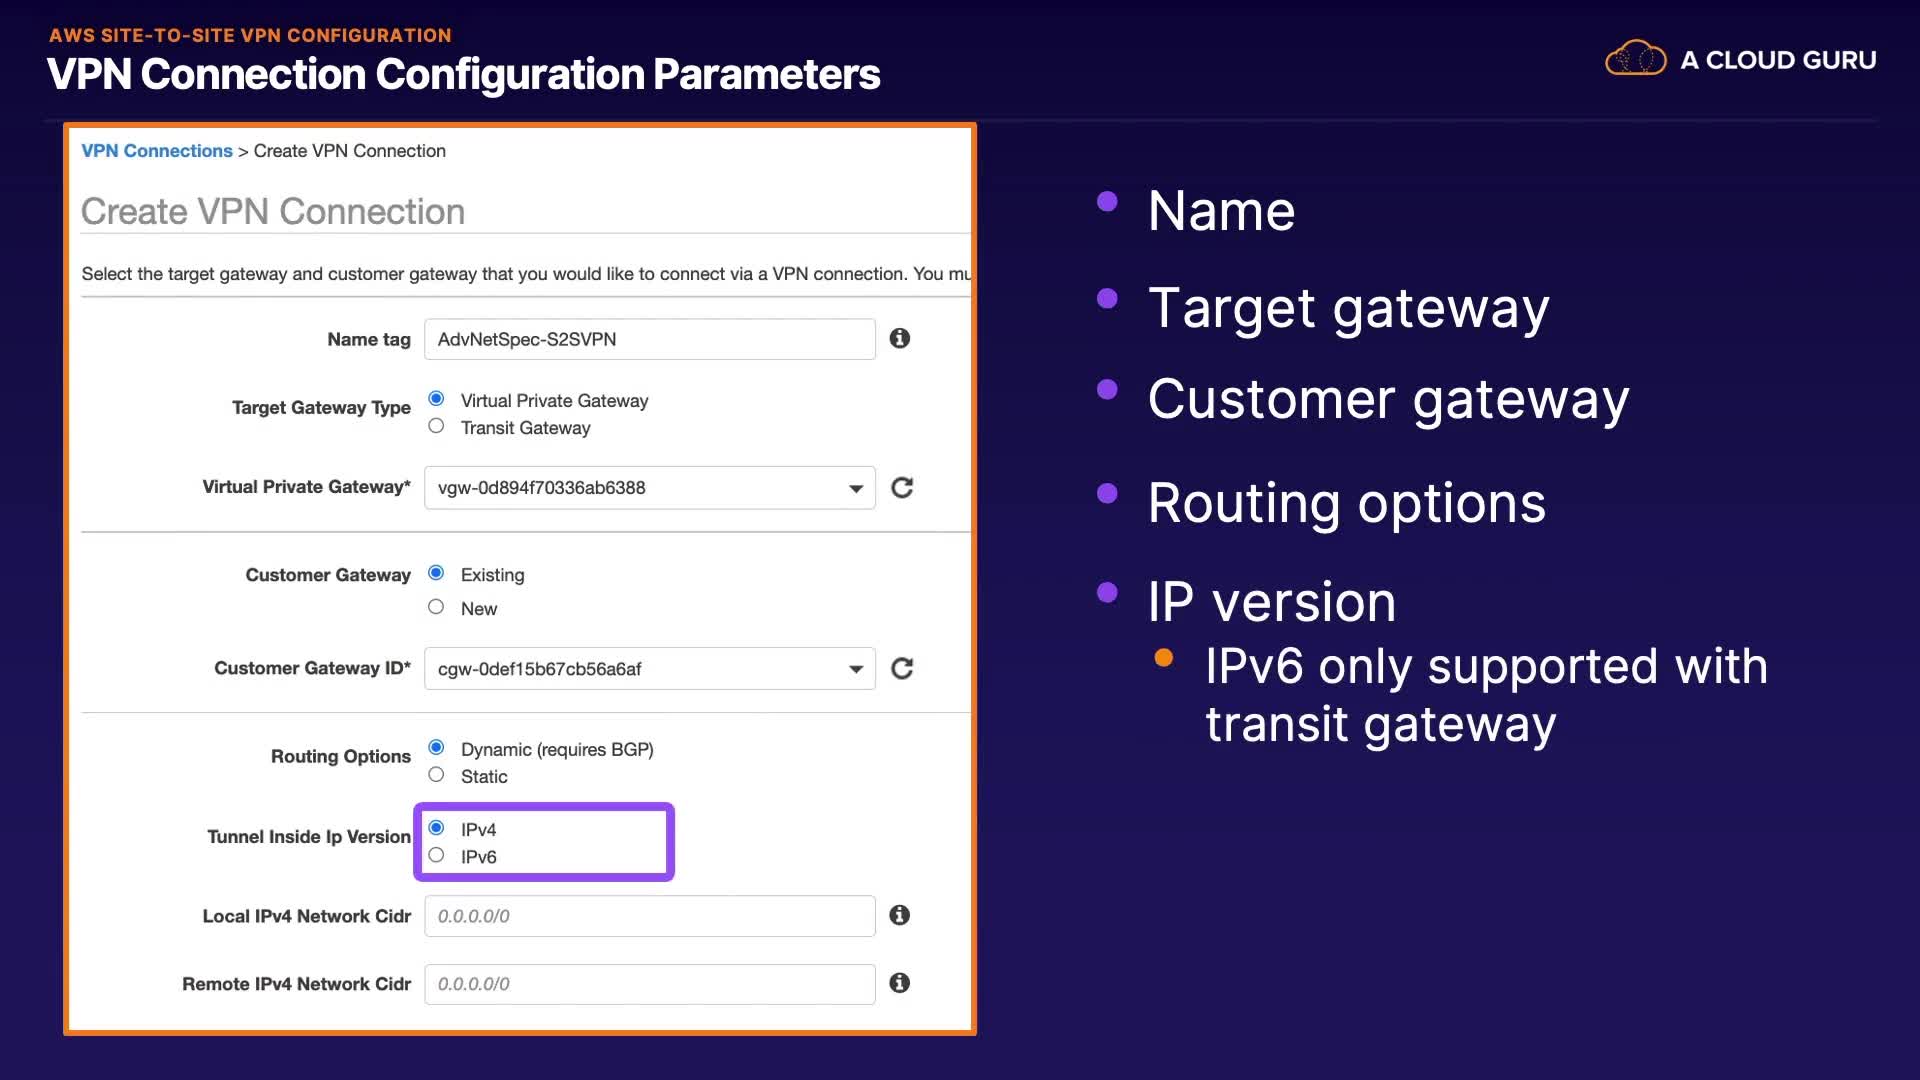 AWS SITE-TO-SITE VPN CONFIGURATION
VPN Connection Configuration Parameters
A CLOUD GURU
VPN Connections > Create VPN Connection
Create VPN Connection
Select the target gateway and customer gateway that you would like to connect via a VPN connection. You mu
Name tag AdvNetSpec-S2SVPN
Target Gateway Type Virtual Private Gateway
Transit Gateway
Virtual Private Gateway* vgw-0d894f70336ab6388
Customer Gateway Existing
New
Customer Gateway ID* cgw-0def15b67cb56a6af
Routing Options Dynamic (requires BGP)
Static
Tunnel Inside Ip Version IPv4
IPv6
Local IPv4 Network Cidr 0.0.0.0/0
Remote IPv4 Network Cidr 0.0.0.0/0
Name
Target gateway
Customer gateway
Routing options
IP version
IPv6 only supported with
transit gateway